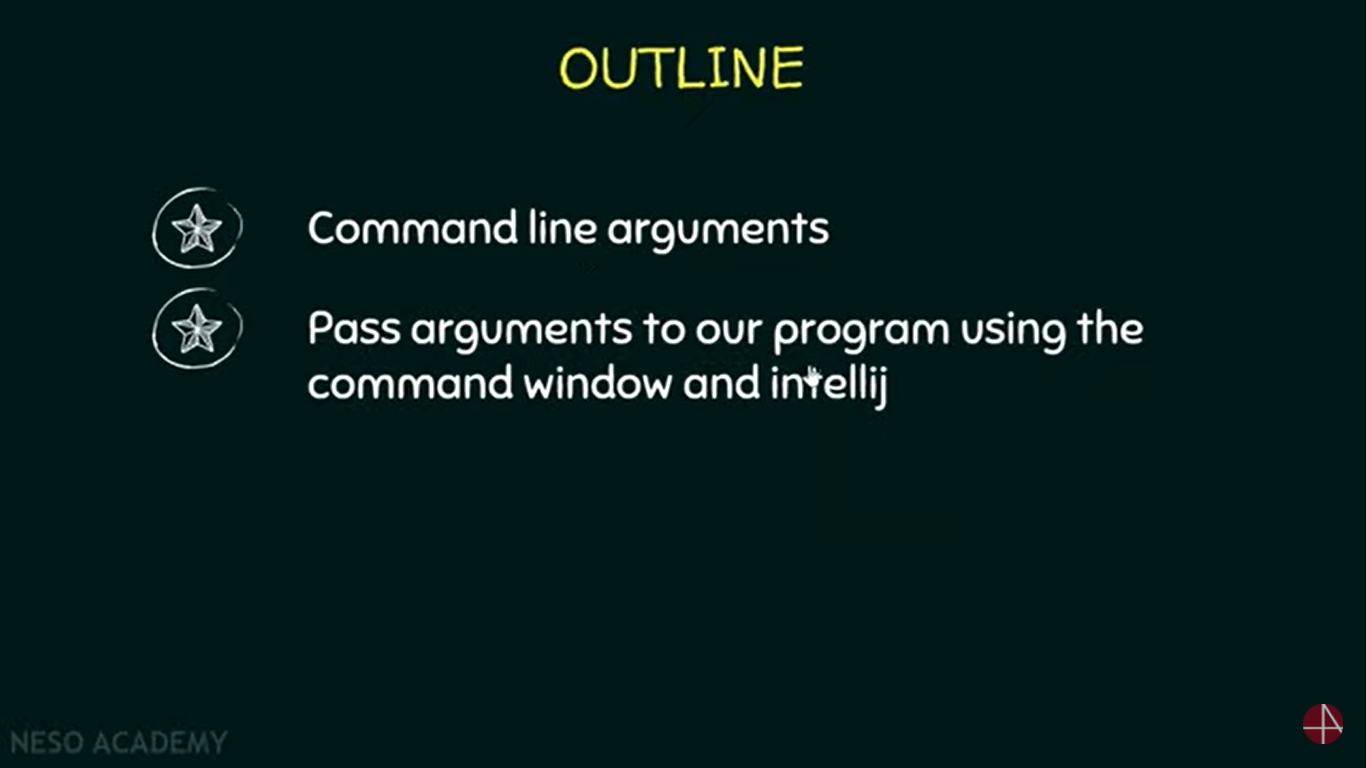 OUTLINE
Command line arguments
Pass arguments to our program using the
command window and intellij
NESO ACADEMY